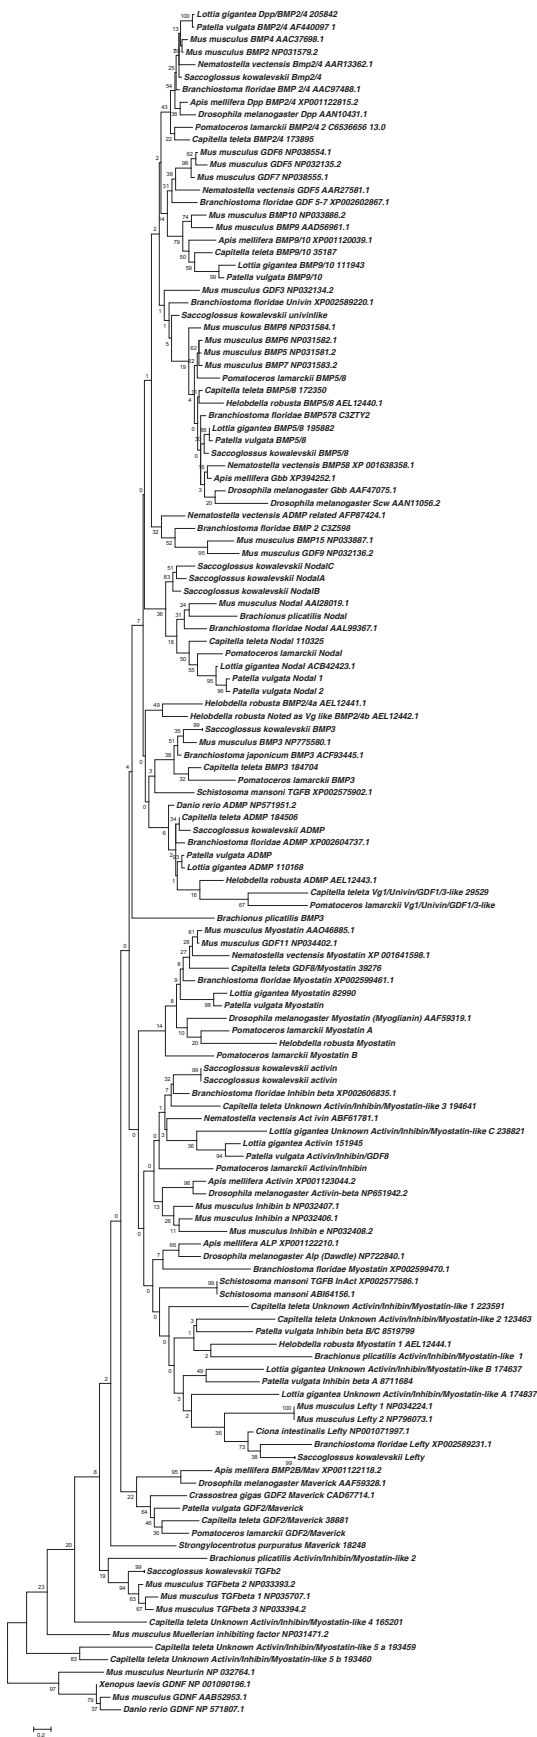 Lottia gigantea Dpp/BMP2/4 205842
Patella vulgata BMP2/4 AF440097 1
Mus musculus BMP4 AAC37698.1
Mus musculus BMP2 NP031579.2
Nematostella vectensis Bmp2/4 AAR13362.1
Saccoglossus kowalevskii Bmp2/4
Branchiostoma floridae BMP 2/4 AAC97488.1
Apis mellifera Dpp BMP2/4 XP001122815.2
Drosophila melanogaster Dpp AAN10431.1
Pomatoceros lamarckii BMP2/4 2 C6536656 13.0
Capitella teleta BMP2/4 173895
Mus musculus GDF6 NP038554.1
Mus musculus GDF5 NP032135.2
Mus musculus GDF7 NP038555.1
Nematostella vectensis GDF5 AAR27581.1
Branchiostoma floridae GDF 5-7 XP002602867.1
Mus musculus BMP10 NP033886.2
Mus musculus BMP9 AAD56961.1
Apis mellifera BMP9/10 XP001120039.1
Capitella teleta BMP9/10 35187
Lottia gigantea BMP9/10 111943
Patella vulgata BMP9/10
Mus musculus GDF3 NP032134.2
Branchiostoma floridae Univin XP002589220.1
Saccoglossus kowalevskii univinlike
Mus musculus BMP8 NP031584.1
Mus musculus BMP6 NP031582.1
Mus musculus BMP5 NP031581.2
Mus musculus BMP7 NP031583.2
Pomatoceros lamarckii BMP5/8
Capitella teleta BMP5/8 172350
Helobdella robusta BMP5/8 AEL12440.1
Branchiostoma floridae BMP578 C3ZTY2
Lottia gigantea BMP5/8 195882
Patella vulgata BMP5/8
Saccoglossus kowalevskii BMP5/8
Nematostella vectensis BMP58 XP 001638358.1
Apis mellifera Gbb XP394252.1
Drosophila melanogaster Gbb AAF47075.1
Drosophila melanogaster Scw AAN11056.2
Nematostella vectensis ADMP related AFP87424.1
Branchiostoma floridae BMP 2 C3Z598
Mus musculus BMP15 NP033887.1
Mus musculus GDF9 NP032136.2
Saccoglossus kowalevskii NodalC
Saccoglossus kowalevskii NodalA
Saccoglossus kowalevskii NodalB
Mus musculus Nodal AAI28019.1
Brachionus plicatilis Nodal
Branchiostoma floridae Nodal AAL99367.1
Capitella teleta Nodal 110325
Pomatoceros lamarckii Nodal
Lottia gigantea Nodal ACB42423.1
Patella vulgata Nodal 1
Patella vulgata Nodal 2
Helobdella robusta BMP2/4a AEL12441.1
Helobdella robusta Noted as Vg like BMP2/4b AEL12442.1
Saccoglossus kowalevskii BMP3
Mus musculus BMP3 NP775580.1
Branchiostoma japonicum BMP3 ACF93445.1
Capitella teleta BMP3 184704
Pomatoceros lamarckii BMP3
Schistosoma mansoni TGFB XP002575902.1
Danio rerio ADMP NP571951.2
Capitella teleta ADMP 184506
Saccoglossus kowalevskii ADMP
Branchiostoma floridae ADMP XP002604737.1
Patella vulgata ADMP
Lottia gigantea ADMP 110168
Helobdella robusta ADMP AEL12443.1
Capitella teleta Vg1/Univin/GDF1/3-like 29529
Pomatoceros lamarckii Vg1/Univin/GDF1/3-like
Brachionus plicatilis BMP3
Mus musculus Myostatin AAO46885.1
Mus musculus GDF11 NP034402.1
Nematostella vectensis Myostatin XP 001641598.1
Capitella teleta GDF8/Myostatin 39276
Branchiostoma floridae Myostatin XP002599461.1
Lottia gigantea Myostatin 82990
Patella vulgata Myostatin
Drosophila melanogaster Myostatin (Myoglianin) AAF59319.1
Pomatoceros lamarckii Myostatin A
Helobdella robusta Myostatin
Pomatoceros lamarckii Myostatin B
Saccoglossus kowalevskii activin
Saccoglossus kowalevskii activin
Branchiostoma floridae Inhibin beta XP002606835.1
Capitella teleta Unknown Activin/Inhibin/Myostatin-like 3 194641
Nematostella vectensis Act ivin ABF61781.1
Lottia gigantea Unknown Activin/Inhibin/Myostatin-like C 238821
Lottia gigantea Activin 151945
Patella vulgata Activin/Inhibin/GDF8
Pomatoceros lamarckii Activin/Inhibin
Apis mellifera Activin XP001123044.2
Drosophila melanogaster Activin-beta NP651942.2
Mus musculus Inhibin b NP032407.1
Mus musculus Inhibin a NP032406.1
Mus musculus Inhibin e NP032408.2
Apis mellifera ALP XP001122210.1
Drosophila melanogaster Alp (Dawdle) NP722840.1
Branchiostoma floridae Myostatin XP002599470.1
Schistosoma mansoni TGFB InAct XP002577586.1
Schistosoma mansoni ABI64156.1
Capitella teleta Unknown Activin/Inhibin/Myostatin-like 1 223591
Capitella teleta Unknown Activin/Inhibin/Myostatin-like 2 123463
Patella vulgata Inhibin beta B/C 8519799
Helobdella robusta Myostatin 1 AEL12444.1
Brachionus plicatilis Activin/Inhibin/Myostatin-like 1
Lottia gigantea Unknown Activin/Inhibin/Myostatin-like B 174637
Patella vulgata Inhibin beta A 8711684
Lottia gigantea Unknown Activin/Inhibin/Myostatin-like A 174837
Mus musculus Lefty 1 NP034224.1
Mus musculus Lefty 2 NP796073.1
Ciona intestinalis Lefty NP001071997.1
Branchiostoma floridae Lefty XP002589231.1
Saccoglossus kowalevskii Lefty
Apis mellifera BMP2B/Mav XP001122118.2
Drosophila melanogaster Maverick AAF59328.1
Crassostrea gigas GDF2 Maverick CAD67714.1
Patella vulgata GDF2/Maverick
Capitella teleta GDF2/Maverick 38881
Pomatoceros lamarckii GDF2/Maverick
Strongylocentrotus purpuratus Maverick 18248
Brachionus plicatilis Activin/Inhibin/Myostatin-like 2
Saccoglossus kowalevskii TGFb2
Mus musculus TGFbeta 2 NP033393.2
Mus musculus TGFbeta 1 NP035707.1
Mus musculus TGFbeta 3 NP033394.2
Capitella teleta Unknown Activin/Inhibin/Myostatin-like 4 165201
Mus musculus Muellerian inhibiting factor NP031471.2
Capitella teleta Unknown Activin/Inhibin/Myostatin-like 5 a 193459
Capitella teleta Unknown Activin/Inhibin/Myostatin-like 5 b 193460
Mus musculus Neurturin NP 032764.1
Xenopus laevis GDNF NP 001090196.1
Mus musculus GDNF AAB52953.1
Danio rerio GDNF NP 571807.1
0.2